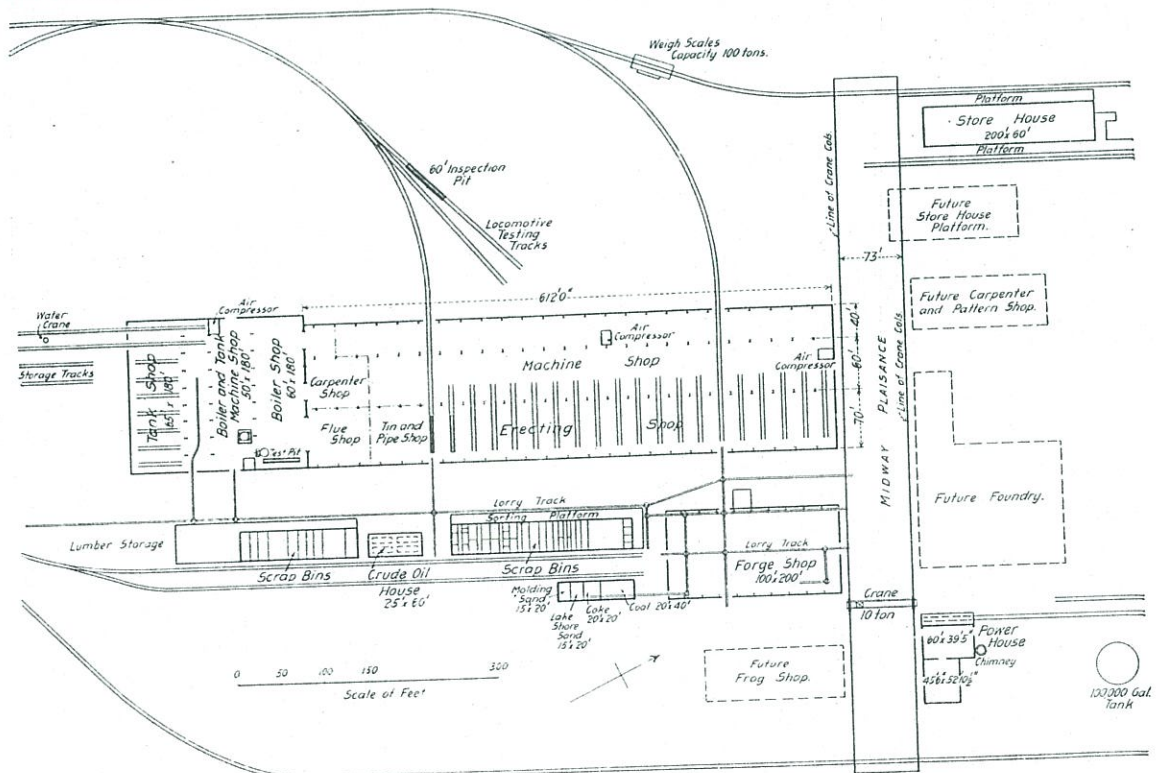 Weigh Scales
Capacity 100 tons.
Platform
Store House
200'x 60'
Platform
Line of Crane Cols.
60' Inspection
Pit
Locomotive
Testing
Tracks
Future
Store House
Platform.
73'
612'0"
Future Carpenter
and Pattern Shop.
Water
Crane
Air
Compressor
Air
Compressor
Air
Compressor
40'
60'
70'
Storage Tracks
Tank Shop
65' x 180'
Boiler and Tank
Machine Shop
50' x 180'
Boiler Shop
60' x 180'
Carpenter
Shop
Machine Shop
Flue
Shop
Tin and
Pipe Shop
Erecting Shop
Test Pit
MIDWAY PLAISANCE
Line of Crane Cols.
Future Foundry.
Lorry Track
Sorting Platform
Lumber Storage
Scrap Bins
Crude Oil
House
25'x 60'
Scrap Bins
Lorry Track
Forge Shop
100'x 200'
Molding
Sand
15'x 20'
Lake
Shore
Sand
15'x 20'
Coke
20'x 20'
Coal 20'x 40'
Crane
10 ton
60'x 39'5"
Power
House
Chimney
0 50 100 150 300
Scale of Feet
Future
Frog Shop.
100,000 Gal.
Tank